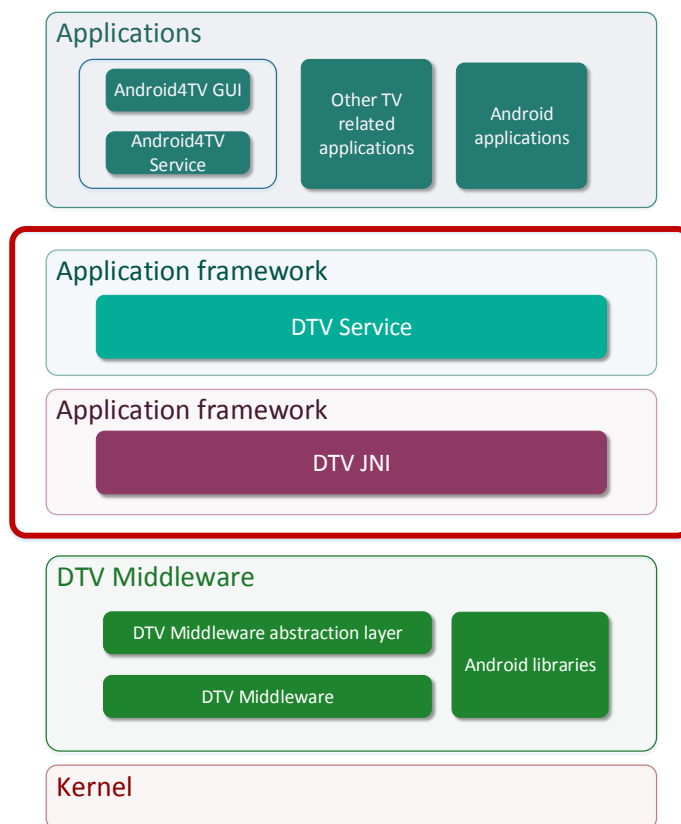 Applications
Android4TV GUI
Android4TV
Service
Other TV
related
applications
Android
applications
Application framework
DTV Service
Application framework
DTV JNI
DTV Middleware
DTV Middleware abstraction layer
DTV Middleware
Android libraries
Kernel